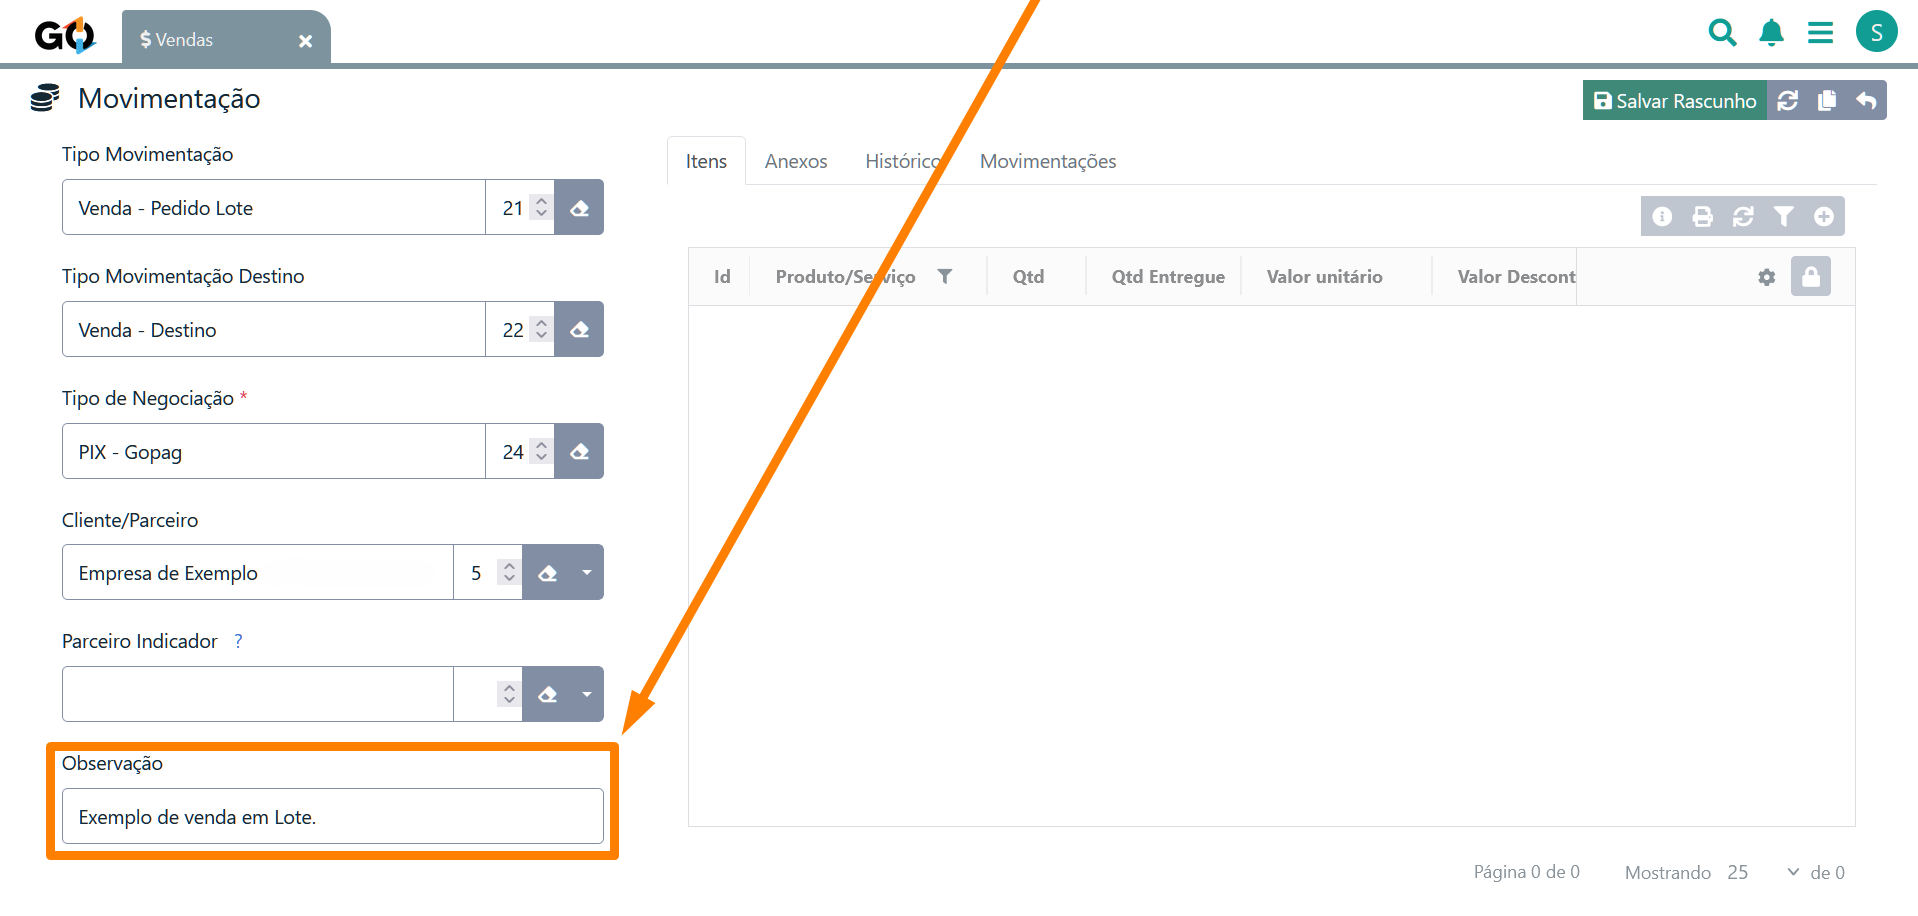 GO
$ Vendas
Movimentação
Salvar Rascunho
Tipo Movimentação
Venda - Pedido Lote 21
Tipo Movimentação Destino
Venda - Destino 22
Tipo de Negociação *
PIX - Gopag 24
Cliente/Parceiro
Empresa de Exemplo 5
Parceiro Indicador ?
Observação
Exemplo de venda em Lote.
Itens Anexos Histórico Movimentações
Id Produto/Serviço Qtd Qtd Entregue Valor unitário Valor Descont
Página 0 de 0 Mostrando 25 de 0
S